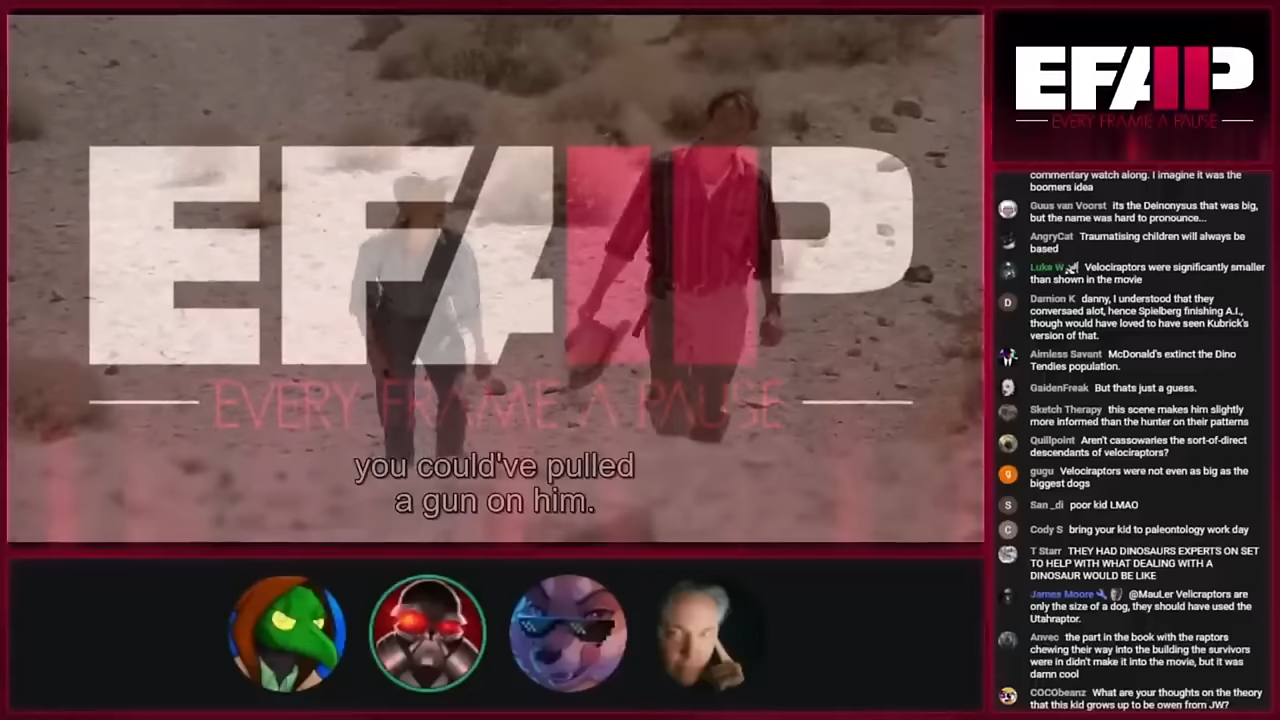 EFAP
EVERY FRAME A PAUSE
you could've pulled
a gun on him.
EFAP
EVERY FRAME A PAUSE
commentary watch along. I imagine it was the
boomers idea
Guus van Voorst its the Deinonysus that was big,
but the name was hard to pronounce...
AngryCat Traumatising children will always be
based
Luke W Velociraptors were significantly smaller
than shown in the movie
D
Damion K danny, I understood that they
conversaed alot, hence Spielberg finishing A.I.,
though would have loved to have seen Kubrick's
version of that.
Aimless Savant McDonald's extinct the Dino
Tendies population.
GaidenFreak But thats just a guess.
Sketch Therapy this scene makes him slightly
more informed than the hunter on their patterns
Quillpoint Aren't cassowaries the sort-of-direct
descendants of velociraptors?
g
gugu Velociraptors were not even as big as the
biggest dogs
S
San_di poor kid LMAO
C
Cody S bring your kid to paleontology work day
T Starr THEY HAD DINOSAURS EXPERTS ON SET
TO HELP WITH WHAT DEALING WITH A
DINOSAUR WOULD BE LIKE
James Moore @MauLer Velicraptors are
only the size of a dog, they should have used the
Utahraptor.
Anvec the part in the book with the raptors
chewing their way into the building the survivors
were in didn't make it into the movie, but it was
damn cool
COCObeanz What are your thoughts on the theory
that this kid grows up to be owen from JW?